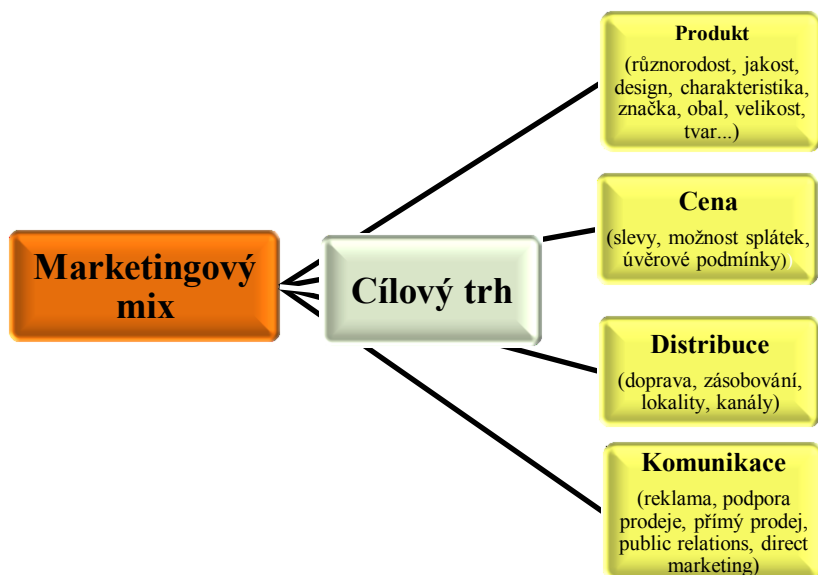 Marketingový
mix
Cílový trh
Produkt
(různorodost, jakost,
design, charakteristika,
značka, obal, velikost,
tvar...)
Cena
(slevy, možnost splátek,
úvěrové podmínky))
Distribuce
(doprava, zásobování,
lokality, kanály)
Komunikace
(reklama, podpora
prodeje, přímý prodej,
public relations, direct
marketing)